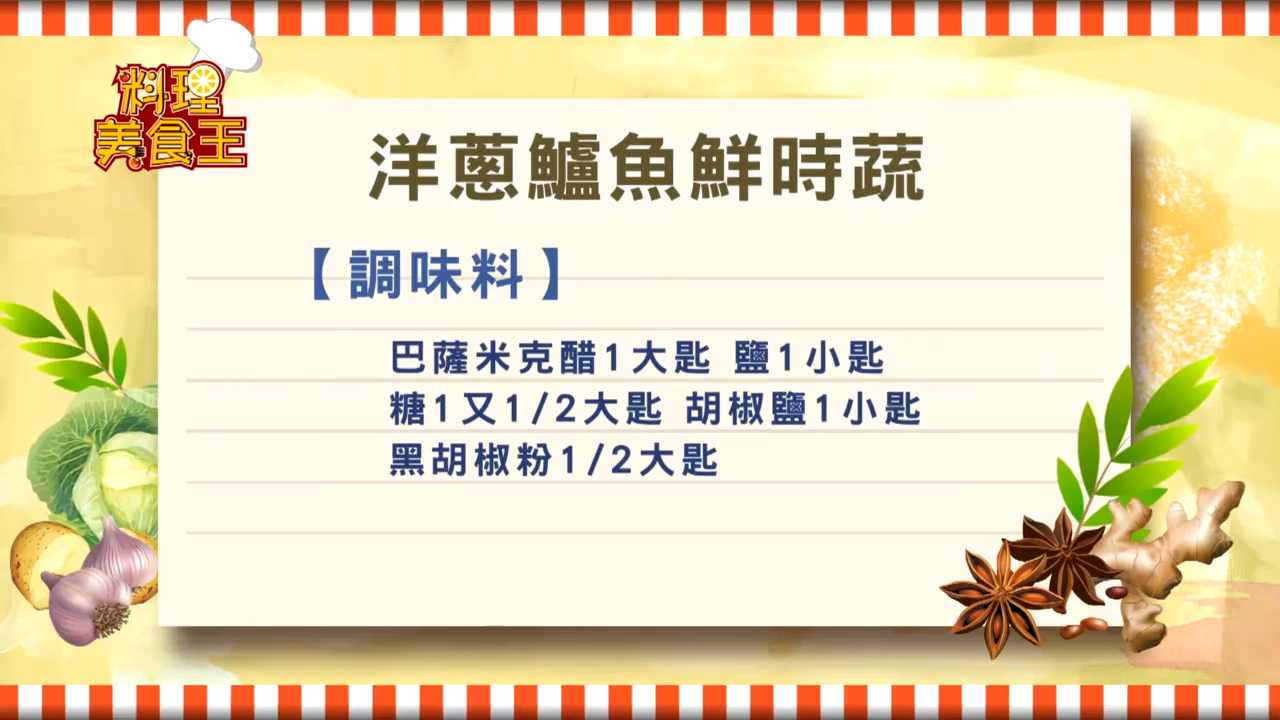 料理
美食王
洋蔥鱸魚鮮時蔬
【調味料】
巴薩米克醋1大匙 鹽1小匙
糖1又1/2大匙 胡椒鹽1小匙
黑胡椒粉1/2大匙